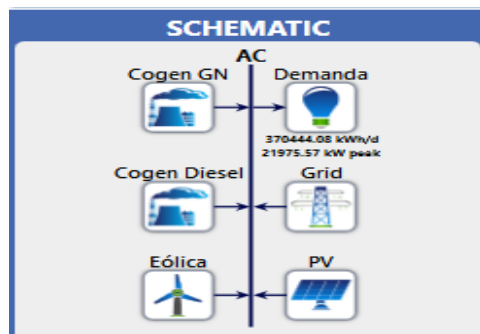 SCHEMATIC
AC
Cogen GN
Demanda
370444.08 kWh/d
21975.57 kW peak
Cogen Diesel
Grid
Eólica
PV